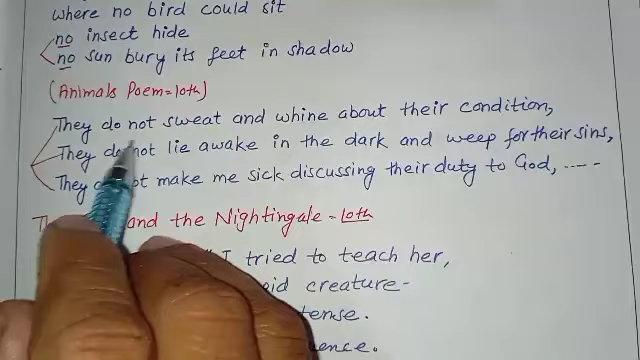 where no bird could sit
no insect hide
no sun bury its feet in shadow
(Animals Poem=10th)
They do not sweat and whine about their condition,
They do not lie awake in the dark and weep for their sins,
They make me sick discussing their duty to God, .....
and the Nightingale - 10th
"I tried to teach her,
creature-